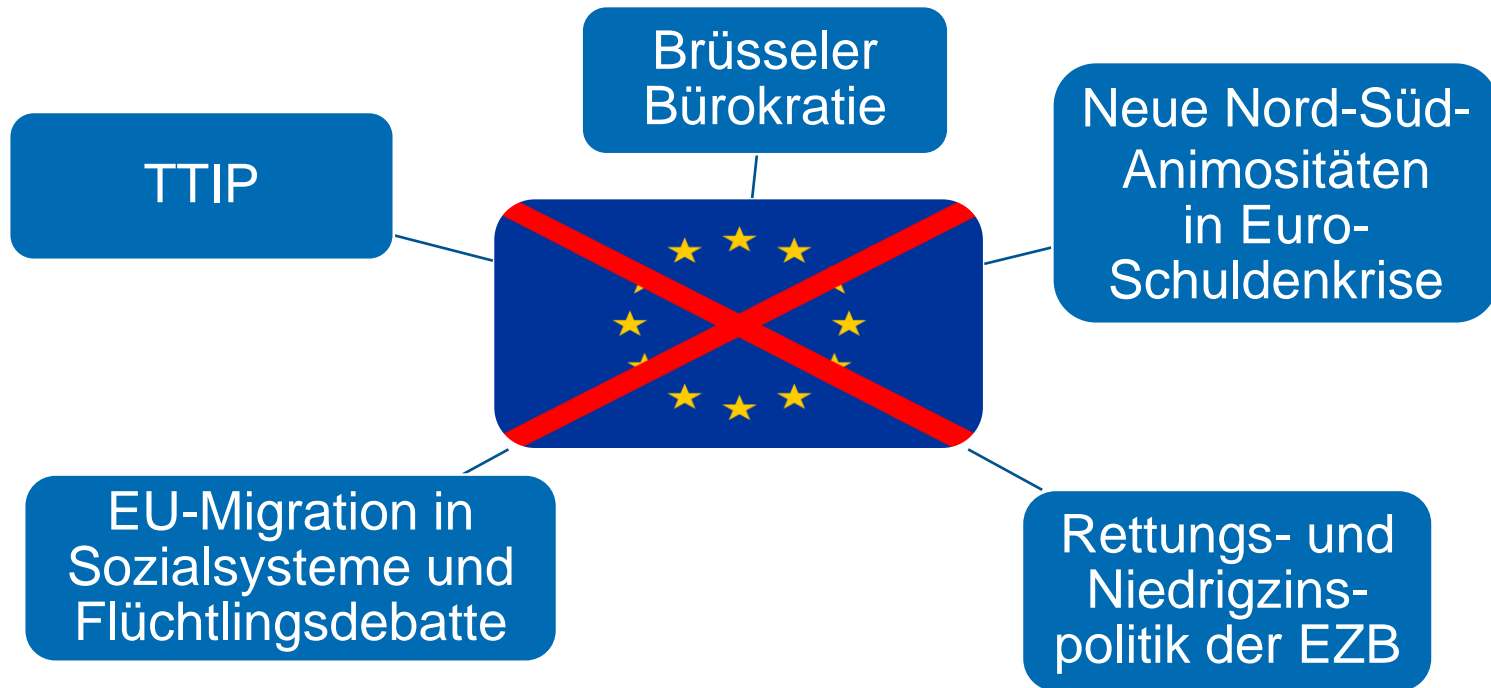 Brüsseler
Bürokratie
TTIP
Neue Nord-Süd-
Animositäten
in Euro-
Schuldenkrise
EU-Migration in
Sozialsysteme und
Flüchtlingsdebatte
Rettungs- und
Niedrigzins-
politik der EZB